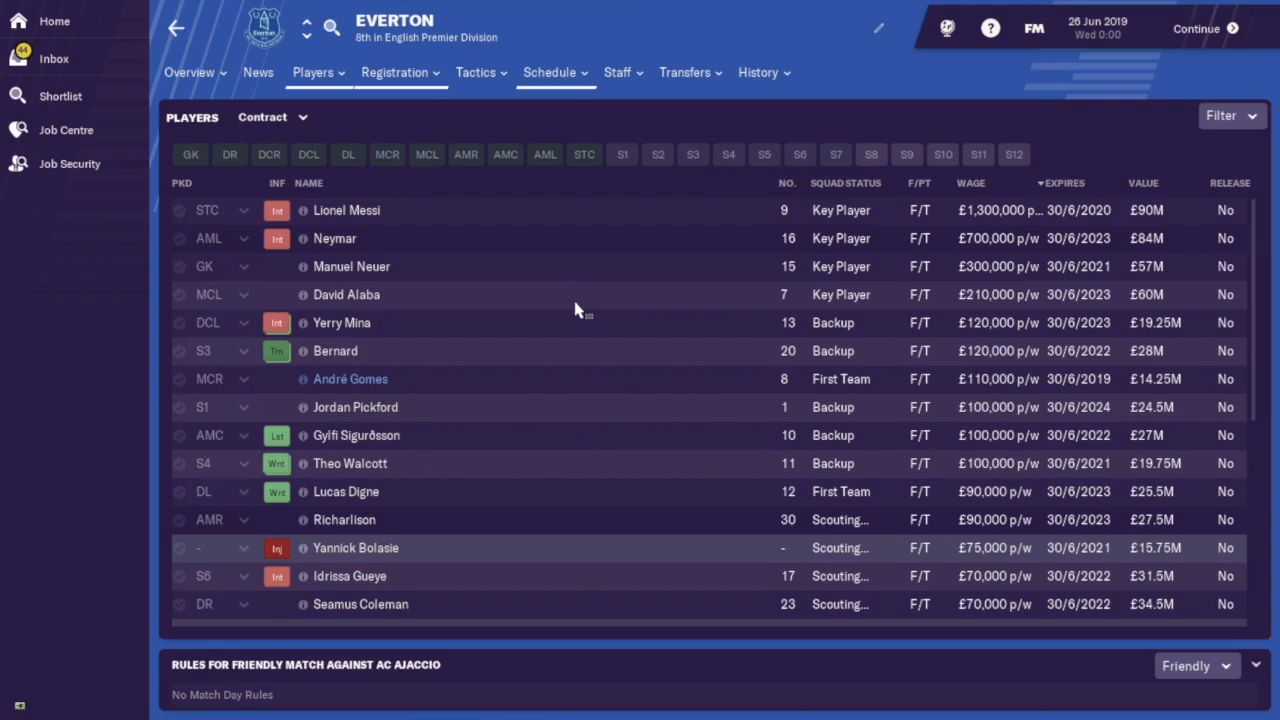 Home
44
Inbox
Shortlist
Job Centre
Job Security
Everton
EVERTON
8th in English Premier Division
?
FM
26 Jun 2019
Wed 0:00
Continue
Overview News Players Registration Tactics Schedule Staff Transfers History
PLAYERS Contract Filter
GK DR DCR DCL DL MCR MCL AMR AMC AML STC S1 S2 S3 S4 S5 S6 S7 S8 S9 S10 S11 S12
PKD INF NAME NO. SQUAD STATUS F/PT WAGE EXPIRES VALUE RELEASE
STC Int Lionel Messi 9 Key Player F/T £1,300,000 p... 30/6/2020 £90M No
AML Int Neymar 16 Key Player F/T £700,000 p/w 30/6/2023 £84M No
GK Manuel Neuer 15 Key Player F/T £300,000 p/w 30/6/2021 £57M No
MCL David Alaba 7 Key Player F/T £210,000 p/w 30/6/2023 £60M No
DCL Int Yerry Mina 13 Backup F/T £120,000 p/w 30/6/2023 £19.25M No
S3 Trn Bernard 20 Backup F/T £120,000 p/w 30/6/2022 £28M No
MCR André Gomes 8 First Team F/T £110,000 p/w 30/6/2019 £14.25M No
S1 Jordan Pickford 1 Backup F/T £100,000 p/w 30/6/2024 £24.5M No
AMC Lst Gylfi Sigurðsson 10 Backup F/T £100,000 p/w 30/6/2022 £27M No
S4 Wnt Theo Walcott 11 Backup F/T £100,000 p/w 30/6/2021 £19.75M No
DL Wnt Lucas Digne 12 First Team F/T £90,000 p/w 30/6/2023 £25.5M No
AMR Richarlison 30 Scouting... F/T £90,000 p/w 30/6/2023 £27.5M No
- Inj Yannick Bolasie - Scouting... F/T £75,000 p/w 30/6/2021 £15.75M No
S6 Int Idrissa Gueye 17 Scouting... F/T £70,000 p/w 30/6/2022 £31.5M No
DR Seamus Coleman 23 Scouting... F/T £70,000 p/w 30/6/2022 £34.5M No
RULES FOR FRIENDLY MATCH AGAINST AC AJACCIO Friendly
No Match Day Rules